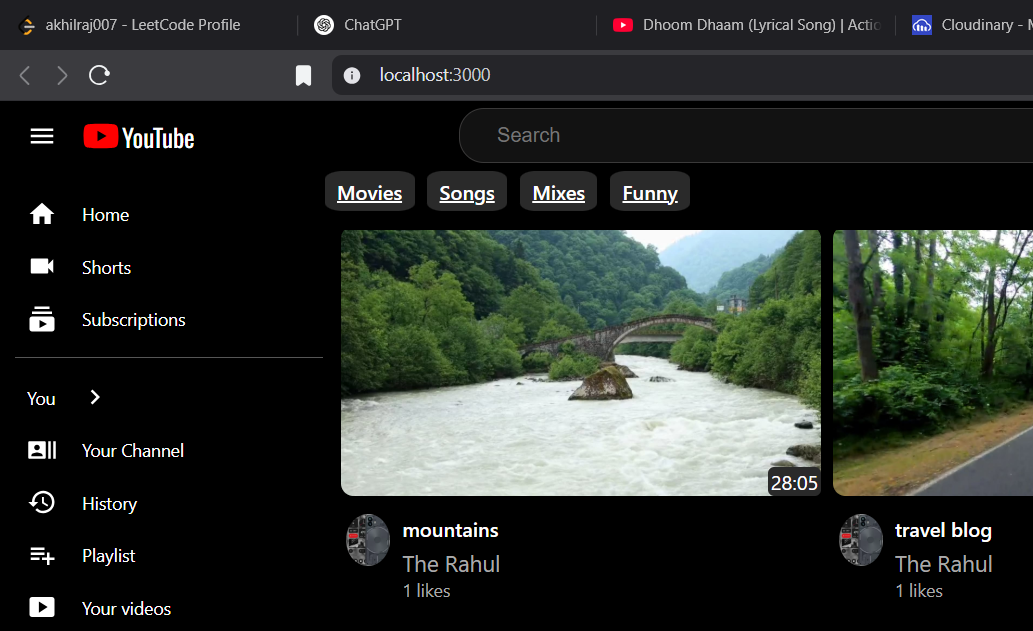 akhilraj007 - LeetCode Profile
ChatGPT
Dhoom Dhaam (Lyrical Song) | Actio
Cloudinary - M
localhost:3000
YouTube
Search
Movies Songs Mixes Funny
Home
Shorts
Subscriptions
You
Your Channel
History
Playlist
Your videos
28:05
mountains
The Rahul
1 likes
travel blog
The Rahul
1 likes